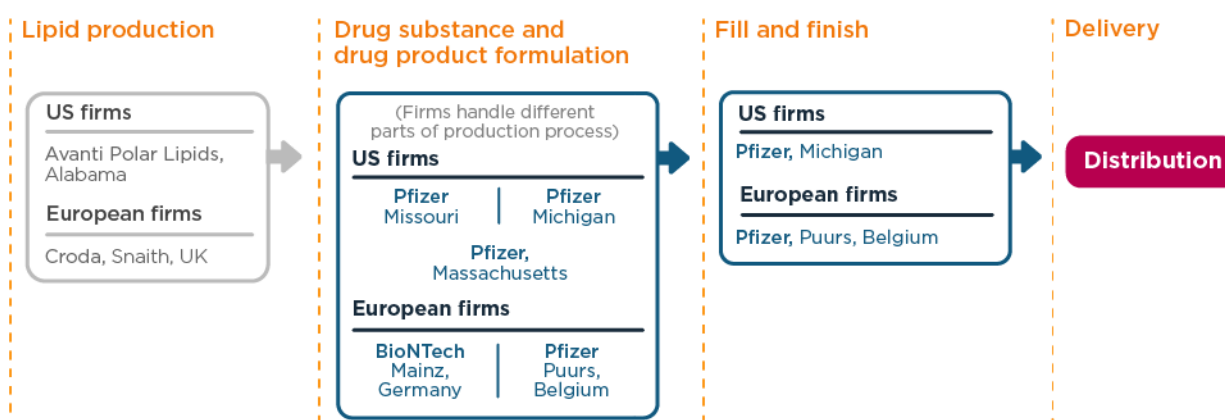 Lipid production
US firms
Avanti Polar Lipids,
Alabama
European firms
Croda, Snaith, UK
Drug substance and
drug product formulation
(Firms handle different
parts of production process)
US firms
Pfizer
Missouri
Pfizer
Michigan
Pfizer,
Massachusetts
European firms
BioNTech
Mainz,
Germany
Pfizer
Puurs,
Belgium
Fill and finish
US firms
Pfizer, Michigan
European firms
Pfizer, Puurs, Belgium
Delivery
Distribution